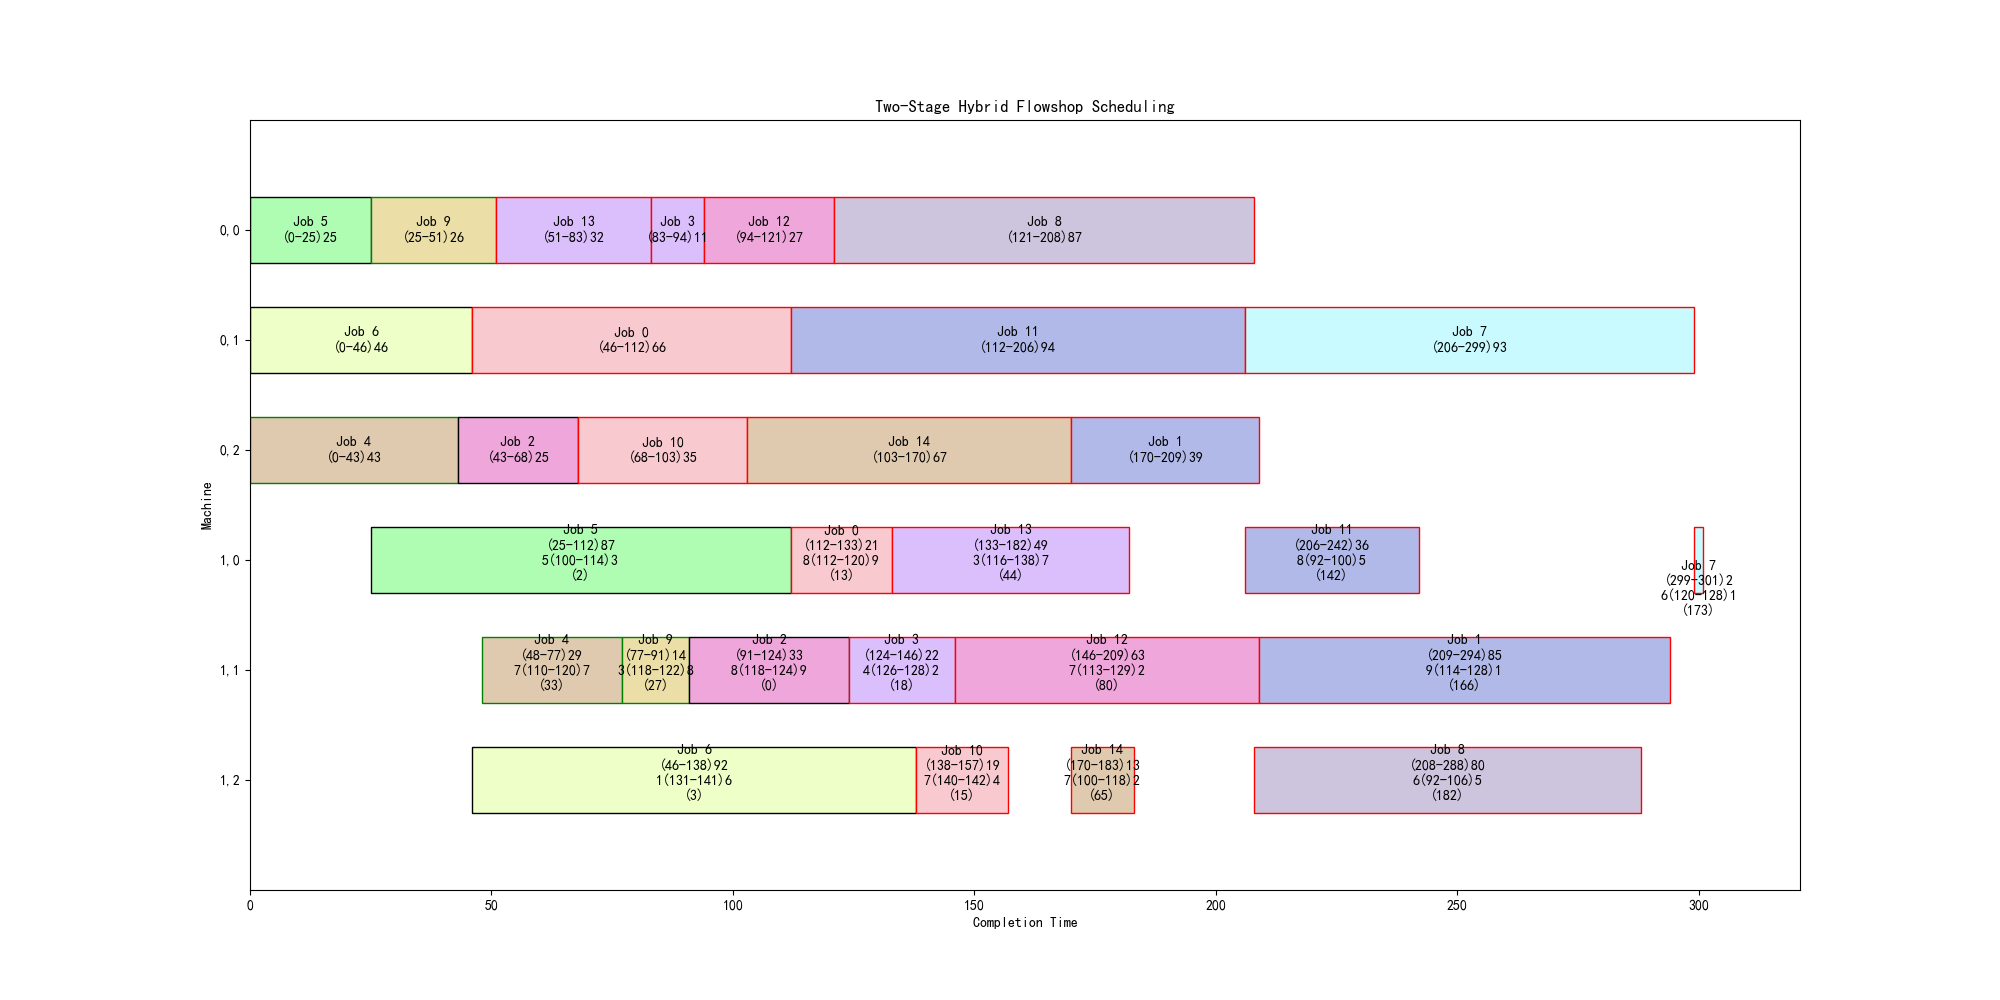 Two-Stage Hybrid Flowshop Scheduling
Machine
0,0
Job 5
(0-25)25
Job 9
(25-51)26
Job 13
(51-83)32
Job 3
(83-94)11
Job 12
(94-121)27
Job 8
(121-208)87
0,1
Job 6
(0-46)46
Job 0
(46-112)66
Job 11
(112-206)94
Job 7
(206-299)93
0,2
Job 4
(0-43)43
Job 2
(43-68)25
Job 10
(68-103)35
Job 14
(103-170)67
Job 1
(170-209)39
1,0
Job 5
(25-112)87
5(100-114)3
(2)
Job 0
(112-133)21
8(112-120)9
(13)
Job 13
(133-182)49
3(116-138)7
(44)
Job 11
(206-242)36
8(92-100)5
(142)
Job 7
(299-301)2
6(120-128)1
(173)
1,1
Job 4
(48-77)29
7(110-120)7
(33)
Job 9
(77-91)14
3(118-122)8
(27)
Job 2
(91-124)33
8(118-124)9
(0)
Job 3
(124-146)22
4(126-128)2
(18)
Job 12
(146-209)63
7(113-129)2
(80)
Job 1
(209-294)85
9(114-128)1
(166)
1,2
Job 6
(46-138)92
1(131-141)6
(3)
Job 10
(138-157)19
7(140-142)4
(15)
Job 14
(170-183)13
7(100-118)2
(65)
Job 8
(208-288)80
6(92-106)5
(182)
0
50
100
150
200
250
300
Completion Time